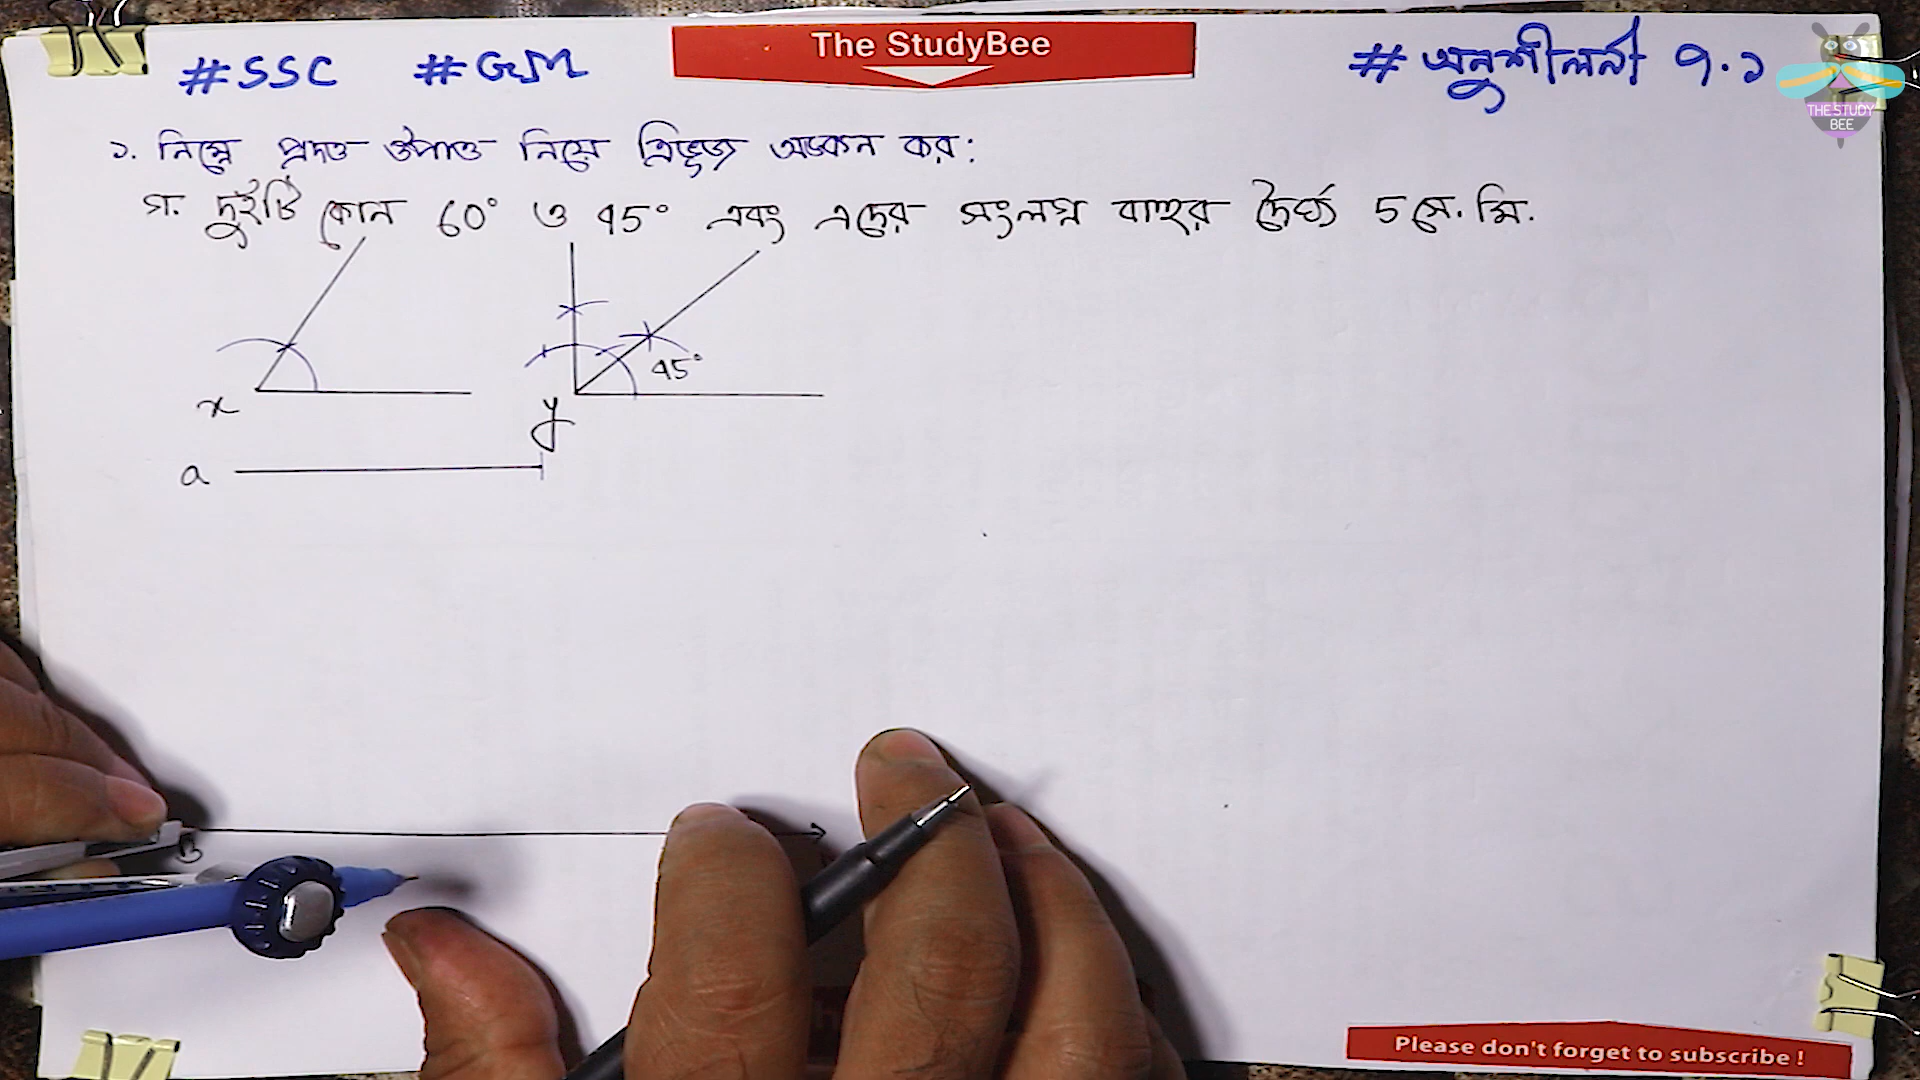 #SSC #GM The StudyBee # অনুশীলনী ৭.১
THE STUDY
BEE
১. নিম্নে প্রদত্ত উপাত্ত নিয়ে ত্রিভুজ অঙ্কন কর:
গ. দুইটি কোন 60° ও 45° এবং এদের সংলগ্ন বাহুর দৈর্ঘ্য 5 সে. মি.
45°
x y
a
B
Please don't forget to subscribe !